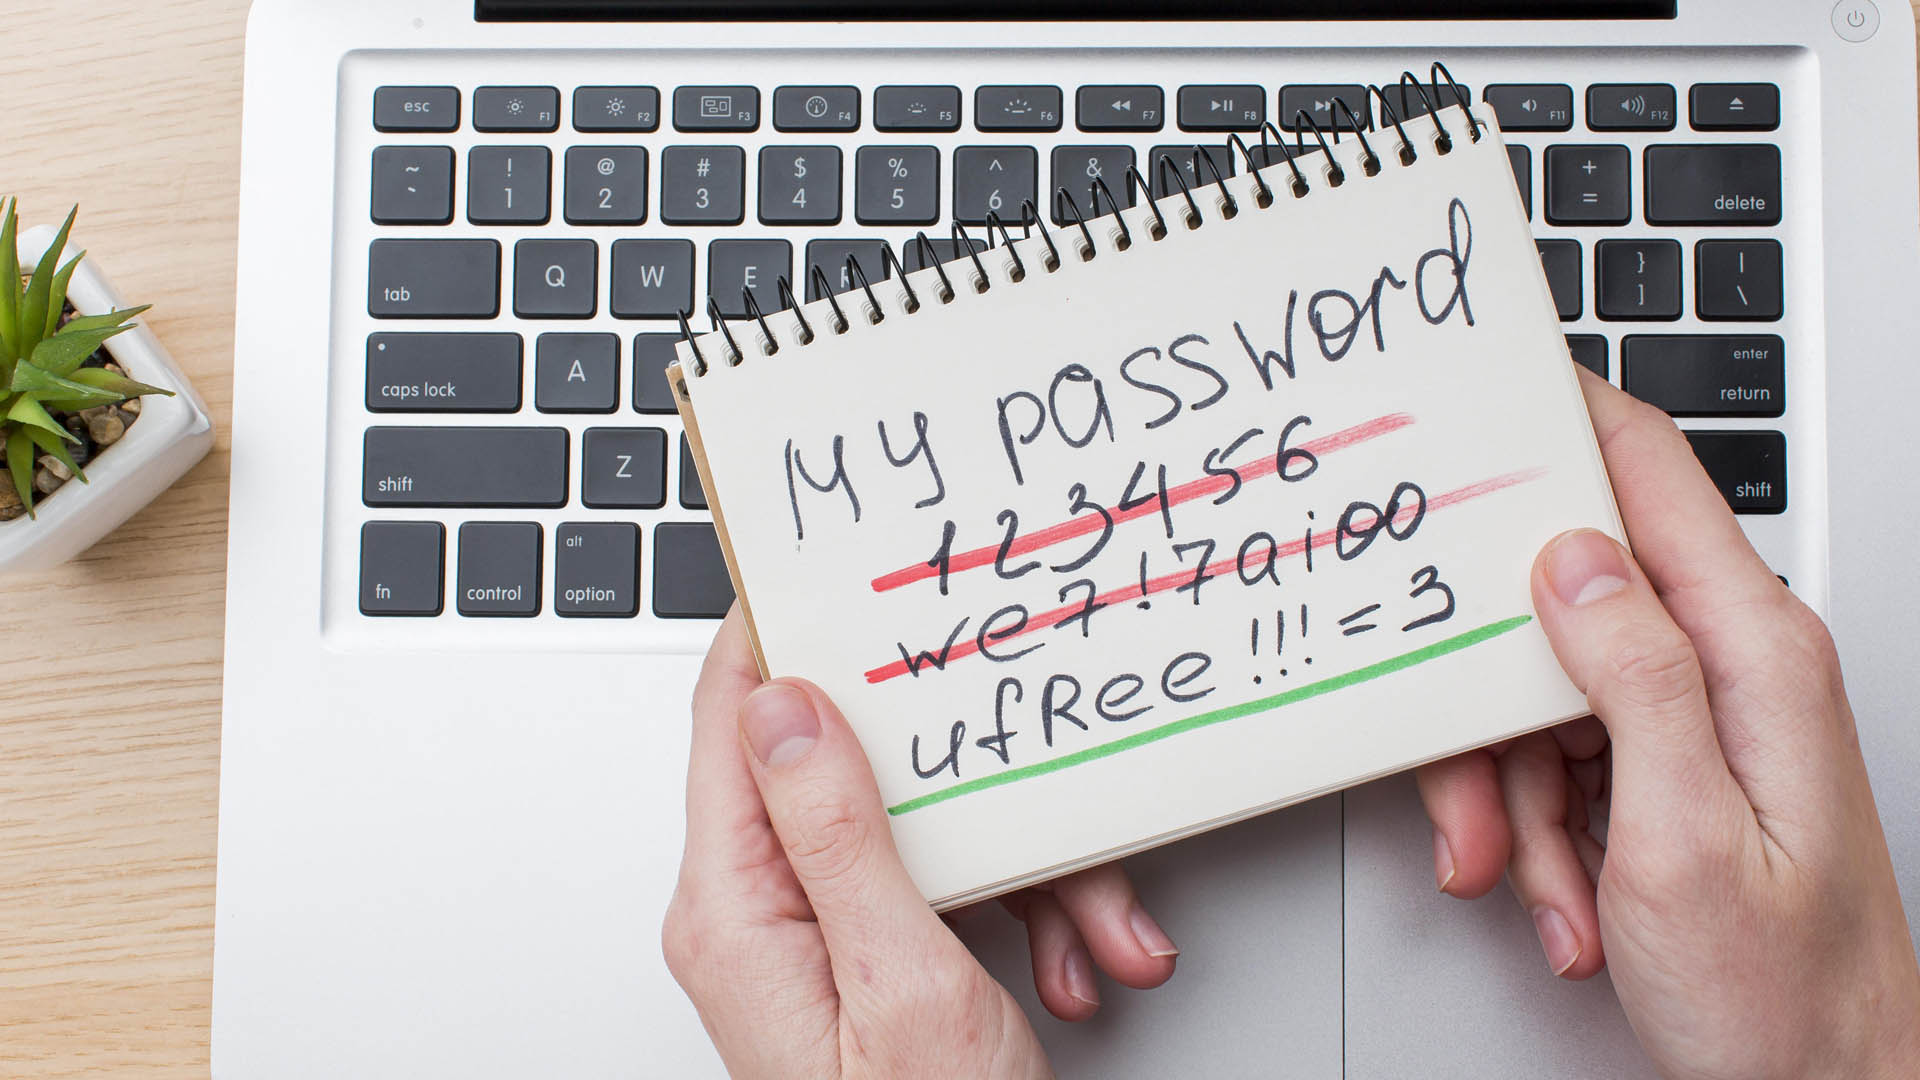 esc F1 F2 F3 F4 F5 F6 F7 F8 F11 F12
~ ` ! 1 @ 2 # 3 $ 4 % 5 ^ 6 & + = delete
tab Q W E R } ] | \
caps lock A enter return
shift Z shift
fn control alt option
My password
123456
we7!7aioo
ufRee!!!=3